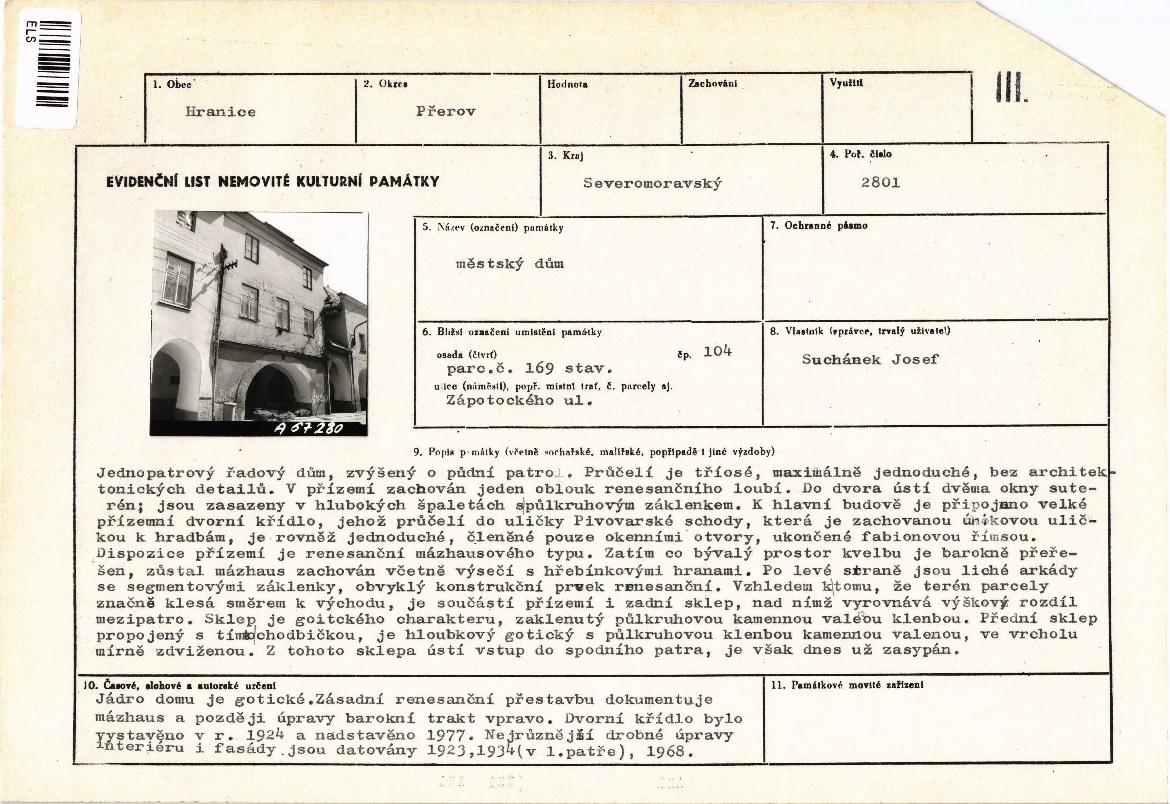 ELS
III.
1. Obec
2. Okres
Hodnota
Zachování
Využití
Hranice
Přerov
3. Kraj
4. Poř. číslo
EVIDENČNÍ LIST NEMOVITÉ KULTURNÍ PAMÁTKY
Severomoravský
2801
5. Název (označení) památky
7. Ochranné pásmo
městský dům
6. Bližší označení umístění památky
8. Vlastník (správce, trvalý uživatel)
osada (čtvrť)
čp. 104
Suchánek Josef
parc.č. 169 stav.
ulice (náměstí), popř. místní trať, č. parcely aj.
Zápotockého ul.
A 67280
9. Popis památky (včetně sochařské, malířské, popřípadě i jiné výzdoby)
Jednopatrový řadový dům, zvýšený o půdní patro. Průčelí je tříosé, maximálně jednoduché, bez architek-
tonických detailů. V přízemí zachován jeden oblouk renesančního loubí. Do dvora ústí dvěma okny sute-
rén; jsou zasazeny v hlubokých špaletách s půlkruhovým záklenkem. K hlavní budově je připojeno velké
přízemní dvorní křídlo, jehož průčelí do uličky Pivovarské schody, která je zachovanou únikovou ulič-
kou k hradbám, je rovněž jednoduché, členěné pouze okenními otvory, ukončené fabionovou římsou.
Dispozice přízemí je renesanční mázhausového typu. Zatím co bývalý prostor kvelbu je barokně přeře-
šen, zůstal mázhaus zachován včetně výsečí s hřebínkovými hranami. Po levé straně jsou liché arkády
se segmentovými záklenky, obvyklý konstrukční prvek renesanční. Vzhledem k tomu, že terén parcely
značně klesá směrem k východu, je součástí přízemí i zadní sklep, nad nímž vyrovnává výškový rozdíl
mezipatro. Sklep je goitckého charakteru, zaklenutý půlkruhovou kamennou valebou klenbou. Přední sklep
propojený s tímto chodbičkou, je hloubkový gotický s půlkruhovou klenbou kamennou valenou, ve vrcholu
mírně zdviženou. Z tohoto sklepa ústí vstup do spodního patra, je však dnes už zasypán.
10. Časové, slohové a autorské určení
11. Památkové movité zařízení
Jádro domu je gotické.Zásadní renesanční přestavbu dokumentuje
mázhaus a později úpravy barokní trakt vpravo. Dvorní křídlo bylo
vystavěno v r. 1924 a nadstavěno 1977. Nejrůznější drobné úpravy
interiéru i fasády jsou datovány 1923,1934(v 1.patře), 1968.